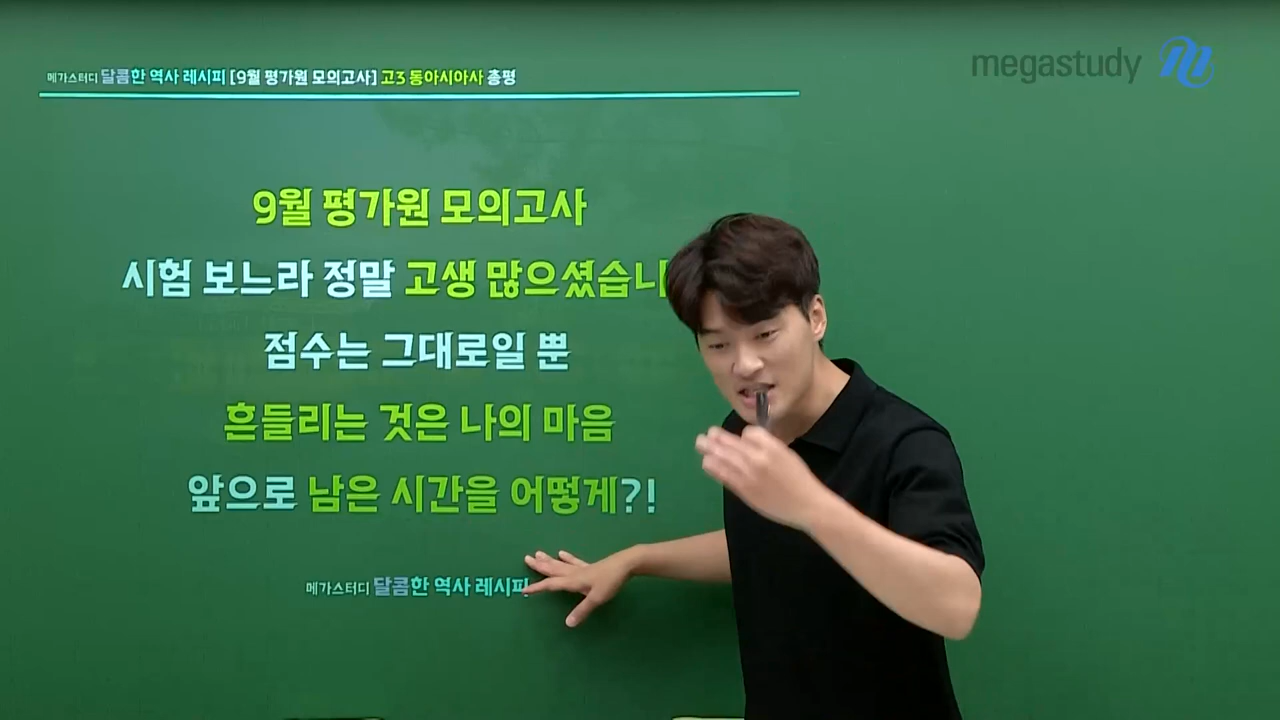 메가스터디 달콤한 역사 레시피 [9월 평가원 모의고사] 고3 동아시아사 총평
megastudy
9월 평가원 모의고사
시험 보느라 정말 고생 많으셨습니
점수는 그대로일 뿐
흔들리는 것은 나의 마음
앞으로 남은 시간을 어떻게?!
메가스터디 달콤한 역사 레시피